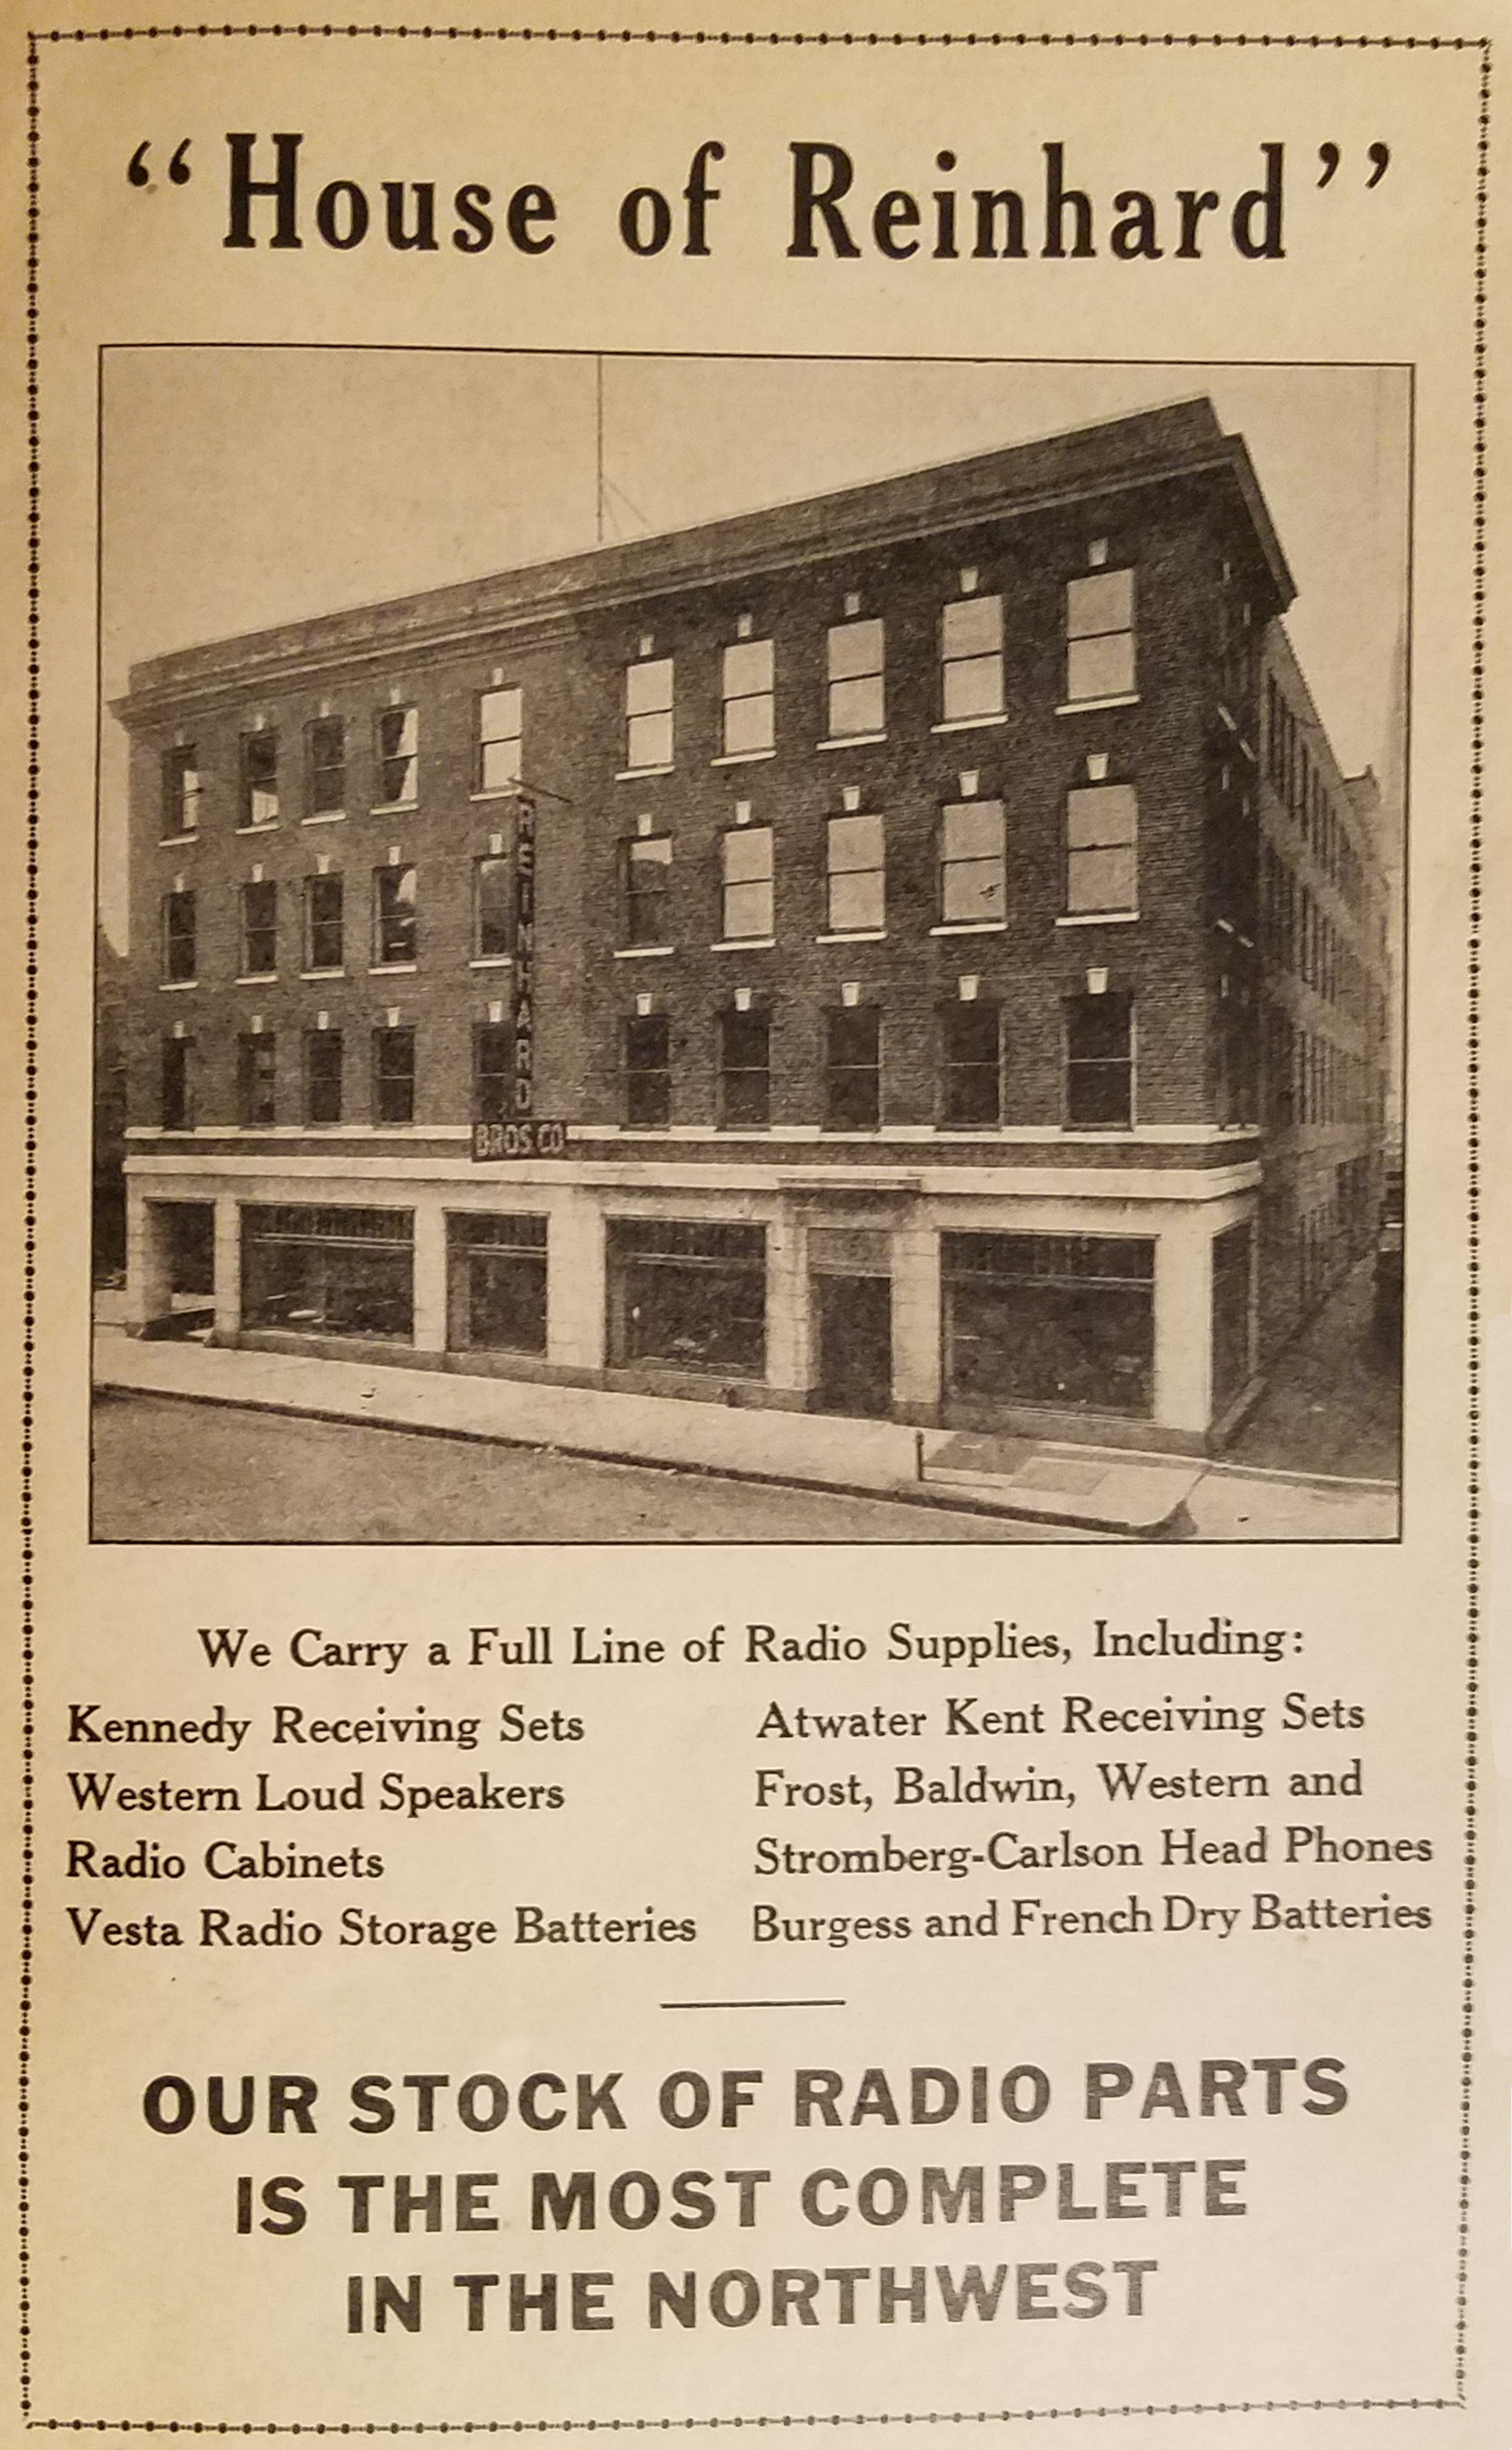 “House of Reinhard”
REINHARD
BROS. CO
We Carry a Full Line of Radio Supplies, Including:
Kennedy Receiving Sets
Western Loud Speakers
Radio Cabinets
Vesta Radio Storage Batteries
Atwater Kent Receiving Sets
Frost, Baldwin, Western and
Stromberg-Carlson Head Phones
Burgess and French Dry Batteries
OUR STOCK OF RADIO PARTS
IS THE MOST COMPLETE
IN THE NORTHWEST